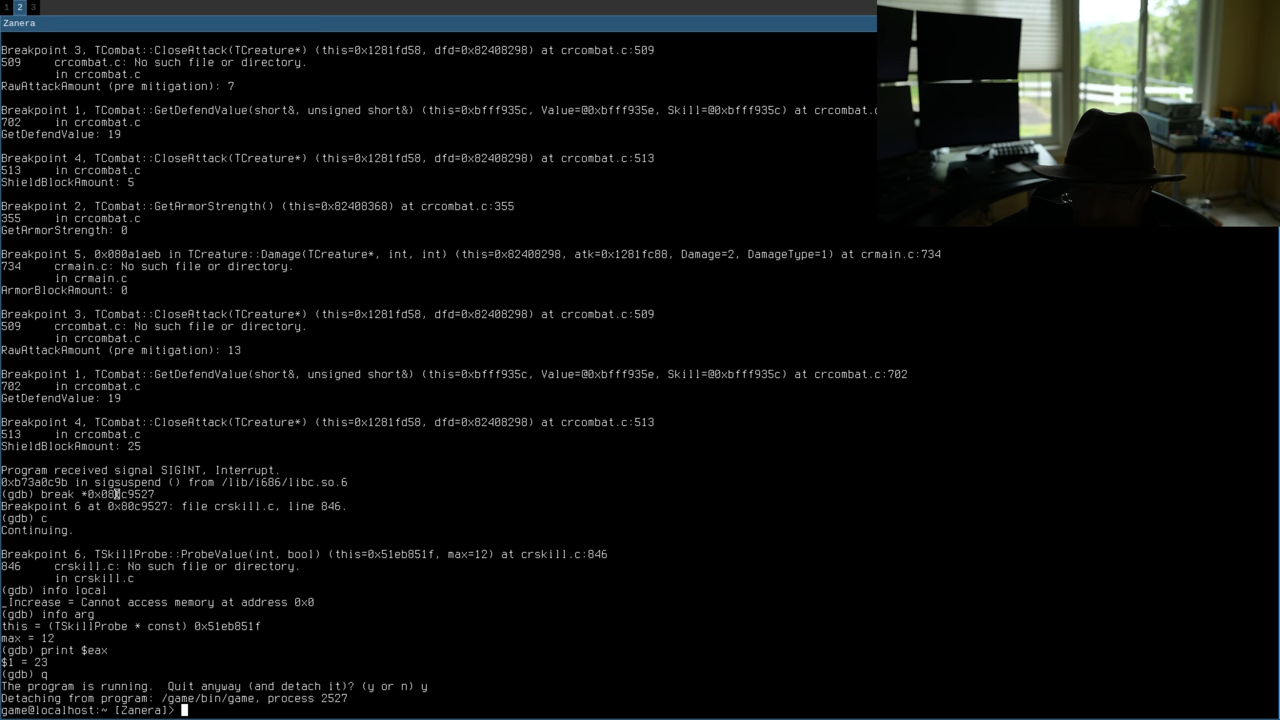 1 2 3
Zanera
Breakpoint 3, TCombat::CloseAttack(TCreature*) (this=0x1281fd58, dfd=0x82408298) at crcombat.c:509
509 crcombat.c: No such file or directory.
in crcombat.c
RawAttackAmount (pre mitigation): 7
Breakpoint 1, TCombat::GetDefendValue(short&, unsigned short&) (this=0xbfff935c, Value=@0xbfff935e, Skill=@0xbfff935c) at crcombat.c
702 in crcombat.c
GetDefendValue: 19
Breakpoint 4, TCombat::CloseAttack(TCreature*) (this=0x1281fd58, dfd=0x82408298) at crcombat.c:513
513 in crcombat.c
ShieldBlockAmount: 5
Breakpoint 2, TCombat::GetArmorStrength() (this=0x82408368) at crcombat.c:355
355 in crcombat.c
GetArmorStrength: 0
Breakpoint 5, 0x080a1aeb in TCreature::Damage(TCreature*, int, int) (this=0x82408298, atk=0x1281fc88, Damage=2, DamageType=1) at crmain.c:734
734 crmain.c: No such file or directory.
in crmain.c
ArmorBlockAmount: 0
Breakpoint 3, TCombat::CloseAttack(TCreature*) (this=0x1281fd58, dfd=0x82408298) at crcombat.c:509
509 crcombat.c: No such file or directory.
in crcombat.c
RawAttackAmount (pre mitigation): 13
Breakpoint 1, TCombat::GetDefendValue(short&, unsigned short&) (this=0xbfff935c, Value=@0xbfff935e, Skill=@0xbfff935c) at crcombat.c:702
702 in crcombat.c
GetDefendValue: 19
Breakpoint 4, TCombat::CloseAttack(TCreature*) (this=0x1281fd58, dfd=0x82408298) at crcombat.c:513
513 in crcombat.c
ShieldBlockAmount: 25
Program received signal SIGINT, Interrupt.
0xb73a0c9b in sigsuspend () from /lib/i686/libc.so.6
(gdb) break *0x080c9527
Breakpoint 6 at 0x80c9527: file crskill.c, line 846.
(gdb) c
Continuing.
Breakpoint 6, TSkillProbe::ProbeValue(int, bool) (this=0x51eb851f, max=12) at crskill.c:846
846 crskill.c: No such file or directory.
in crskill.c
(gdb) info local
_Increase = Cannot access memory at address 0x0
(gdb) info arg
this = (TSkillProbe * const) 0x51eb851f
max = 12
(gdb) print $eax
$1 = 23
(gdb) q
The program is running. Quit anyway (and detach it)? (y or n) y
Detaching from program: /game/bin/game, process 2527
game@localhost:~ [Zanera]>